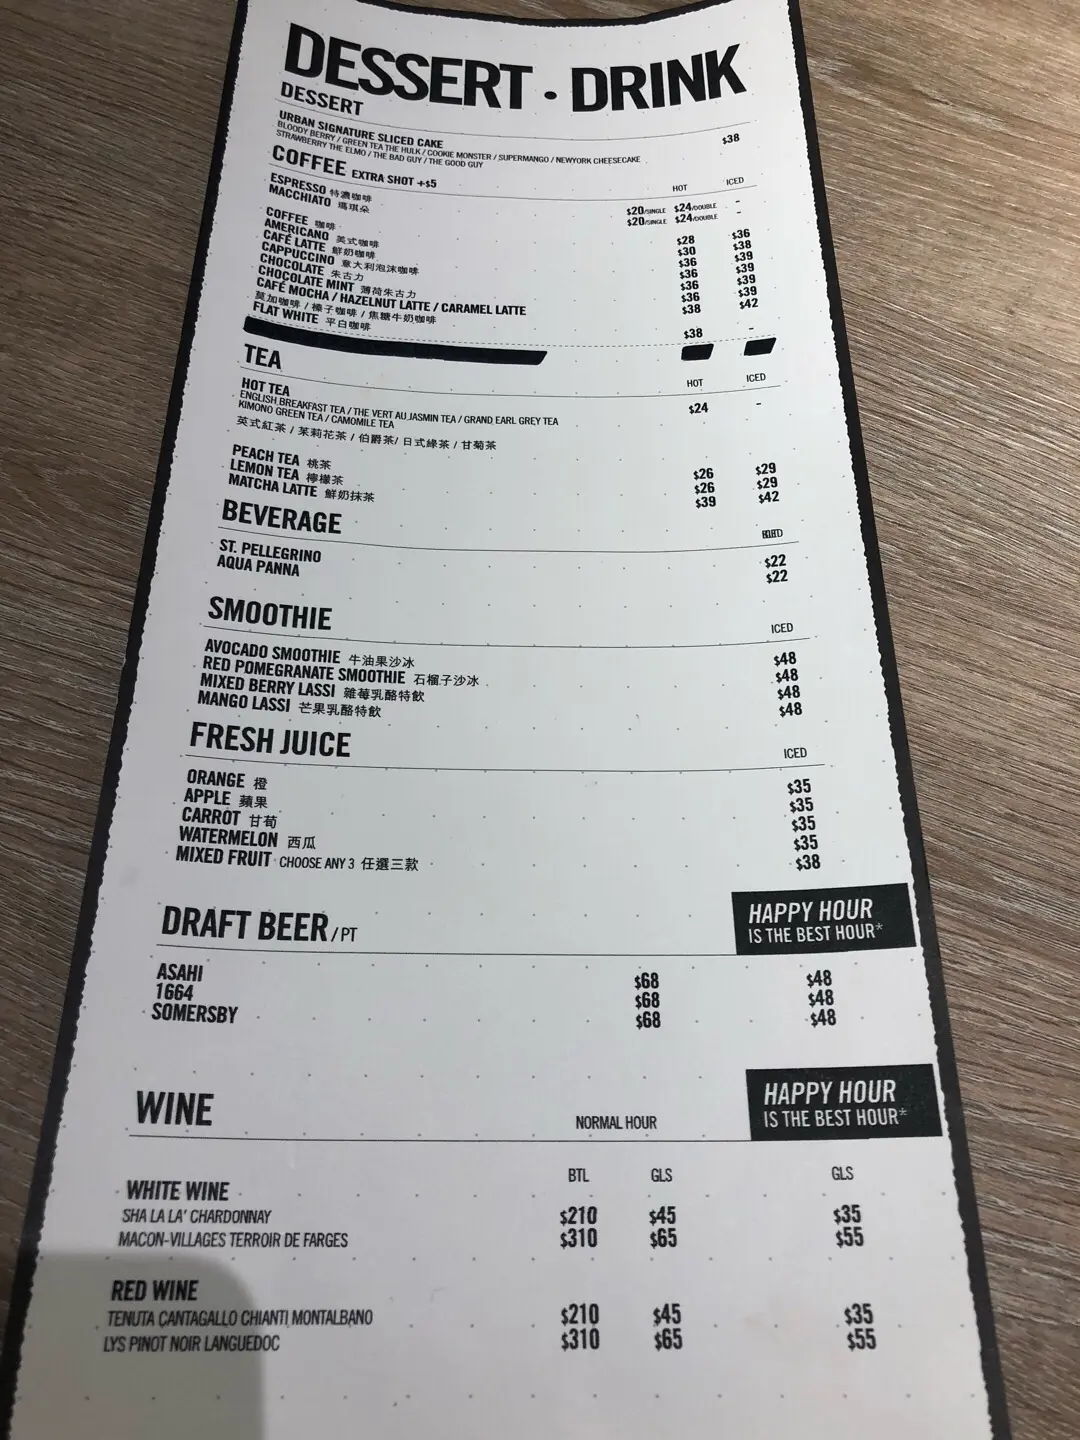 DESSERT · DRINK
DESSERT
URBAN SIGNATURE SLICED CAKE $38
BLOODY BERRY / GREEN TEA THE HULK / COOKIE MONSTER / SUPERMANGO / NEWYORK CHEESECAKE
STRAWBERRY THE ELMO / THE BAD GUY / THE GOOD GUY
COFFEE EXTRA SHOT +$5 HOT ICED
ESPRESSO 特濃咖啡 $20/SINGLE $24/DOUBLE -
MACCHIATO 瑪琪朵 $20/SINGLE $24/DOUBLE -
COFFEE 咖啡 $28 $36
AMERICANO 美式咖啡 $30 $38
CAFÉ LATTE 鮮奶咖啡 $36 $39
CAPPUCCINO 意大利泡沫咖啡 $36 $39
CHOCOLATE 朱古力 $36 $39
CHOCOLATE MINT 薄荷朱古力 $36 $39
CAFÉ MOCHA / HAZELNUT LATTE / CARAMEL LATTE $38 $42
莫加咖啡 / 榛子咖啡 / 焦糖牛奶咖啡
FLAT WHITE 平白咖啡 $38 -
TEA HOT ICED
HOT TEA $24 -
ENGLISH BREAKFAST TEA / THE VERT AU JASMIN TEA / GRAND EARL GREY TEA
KIMONO GREEN TEA / CAMOMILE TEA
英式紅茶 / 茉莉花茶 / 伯爵茶/ 日式綠茶 / 甘菊茶
PEACH TEA 桃茶 $26 $29
LEMON TEA 檸檬茶 $26 $29
MATCHA LATTE 鮮奶抹茶 $39 $42
BEVERAGE
ST. PELLEGRINO $22
AQUA PANNA $22
SMOOTHIE ICED
AVOCADO SMOOTHIE 牛油果沙冰 $48
RED POMEGRANATE SMOOTHIE 石榴子沙冰 $48
MIXED BERRY LASSI 雜莓乳酪特飲 $48
MANGO LASSI 芒果乳酪特飲 $48
FRESH JUICE ICED
ORANGE 橙 $35
APPLE 蘋果 $35
CARROT 甘荀 $35
WATERMELON 西瓜 $35
MIXED FRUIT CHOOSE ANY 3 任選三款 $38
DRAFT BEER / PT
HAPPY HOUR
IS THE BEST HOUR*
ASAHI $68 $48
1664 $68 $48
SOMERSBY $68 $48
WINE NORMAL HOUR
HAPPY HOUR
IS THE BEST HOUR*
BTL GLS GLS
WHITE WINE
SHA LA LA' CHARDONNAY $210 $45 $35
MACON-VILLAGES TERROIR DE FARGES $310 $65 $55
RED WINE
TENUTA CANTAGALLO CHIANTI MONTALBANO $210 $45 $35
LYS PINOT NOIR LANGUEDOC $310 $65 $55